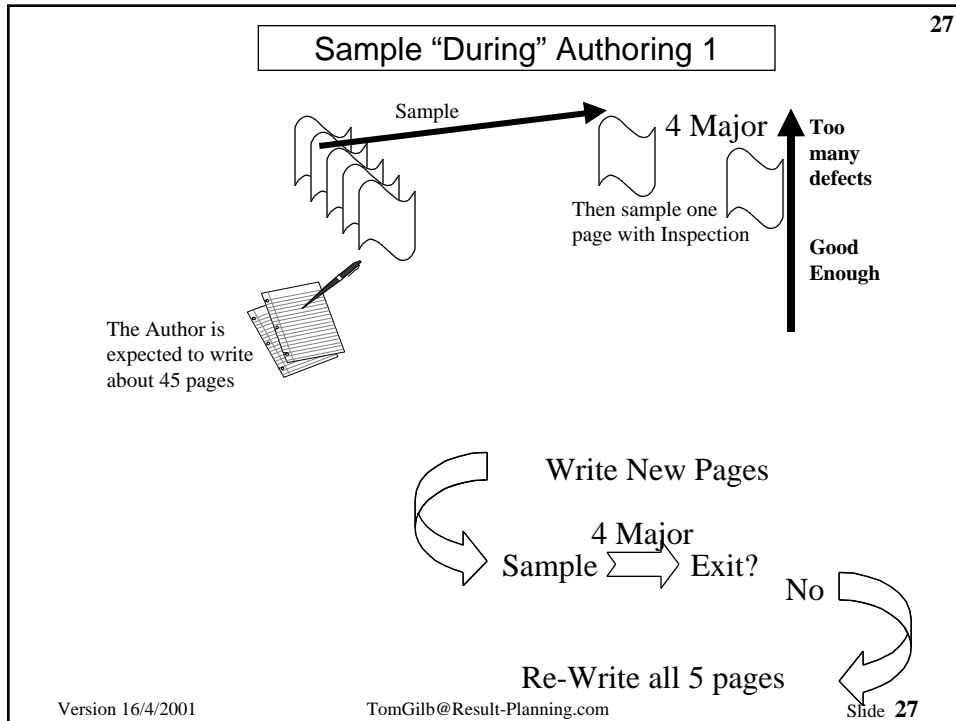 27
Sample “During” Authoring 1
Sample
4 Major
Too
many
defects
Then sample one
page with Inspection
Good
Enough
The Author is
expected to write
about 45 pages
Write New Pages
4 Major
Sample
Exit?
No
Re-Write all 5 pages
Version 16/4/2001
TomGilb@Result-Planning.com
Slide 27